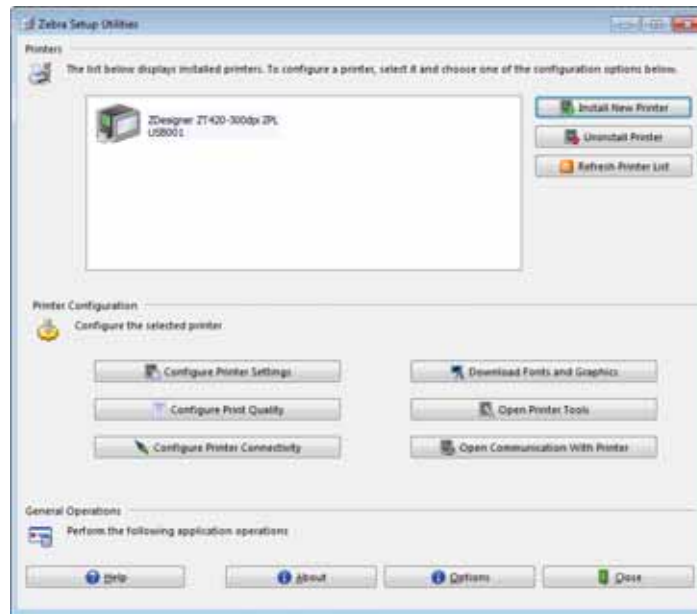 Zebra Setup Utilities
Printers
The list below displays installed printers. To configure a printer, select it and choose one of the configuration options below.
ZDesigner ZT420-300dpi ZPL
USB001
Install New Printer
Uninstall Printer
Refresh Printer List
Printer Configuration
Configure the selected printer
Configure Printer Settings
Download Fonts and Graphics
Configure Print Quality
Open Printer Tools
Configure Printer Connectivity
Open Communication With Printer
General Operations
Perform the following application operations
Help
About
Options
Close